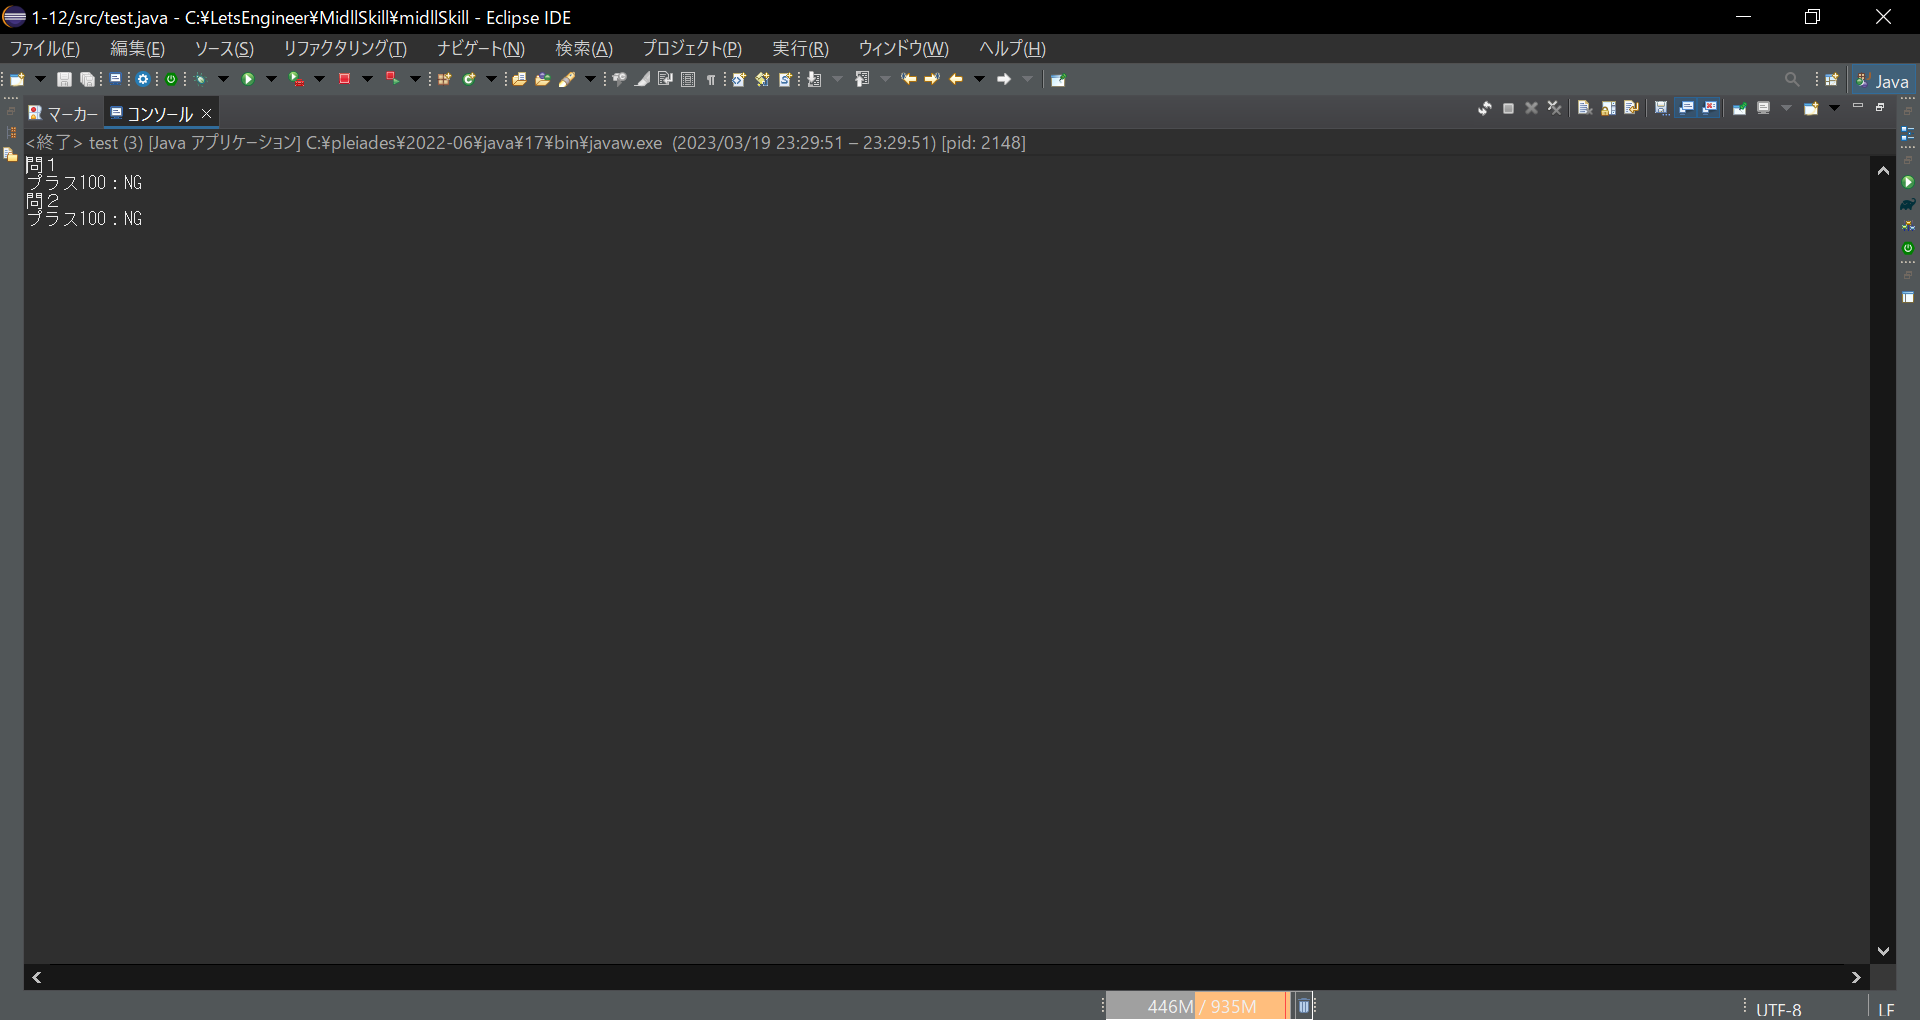 1-12/src/test.java - C:¥LetsEngineer¥MidllSkill¥midllSkill - Eclipse IDE
ファイル(F) 編集(E) ソース(S) リファクタリング(T) ナビゲート(N) 検索(A) プロジェクト(P) 実行(R) ウィンドウ(W) ヘルプ(H)
Java
マーカー コンソール
<終了> test (3) [Java アプリケーション] C:¥pleiades¥2022-06¥java¥17¥bin¥javaw.exe (2023/03/19 23:29:51 – 23:29:51) [pid: 2148]
問１
プラス100：NG
問２
プラス100：NG
446M / 935M
UTF-8
LF